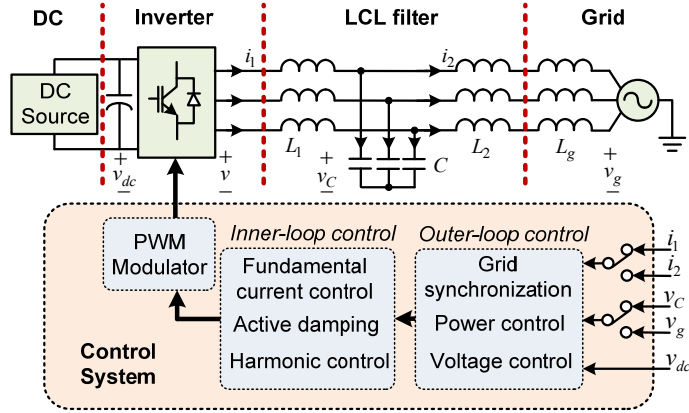 DC
Inverter
LCL filter
Grid
DC
Source
i1
i2
L1
L2
Lg
C
+
vdc
−
+
v
−
+
vC
−
+
vg
−
PWM
Modulator
Inner-loop control
Outer-loop control
Fundamental
current control
Active damping
Harmonic control
Grid
synchronization
Power control
Voltage control
i1
i2
vC
vg
vdc
Control
System